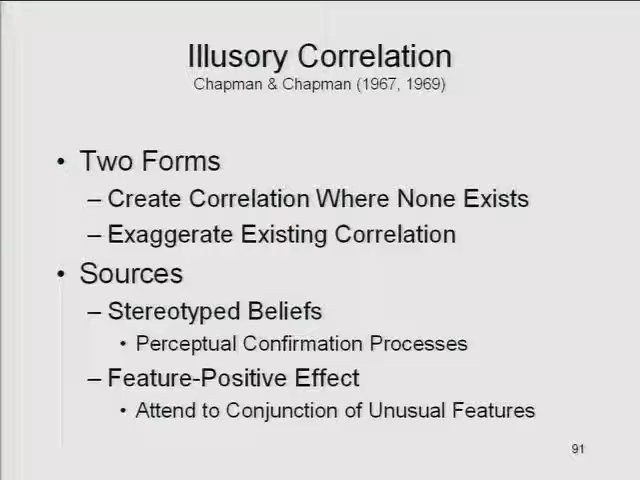 Illusory Correlation
Chapman & Chapman (1967, 1969)
• Two Forms
– Create Correlation Where None Exists
– Exaggerate Existing Correlation
• Sources
– Stereotyped Beliefs
• Perceptual Confirmation Processes
– Feature-Positive Effect
• Attend to Conjunction of Unusual Features
91